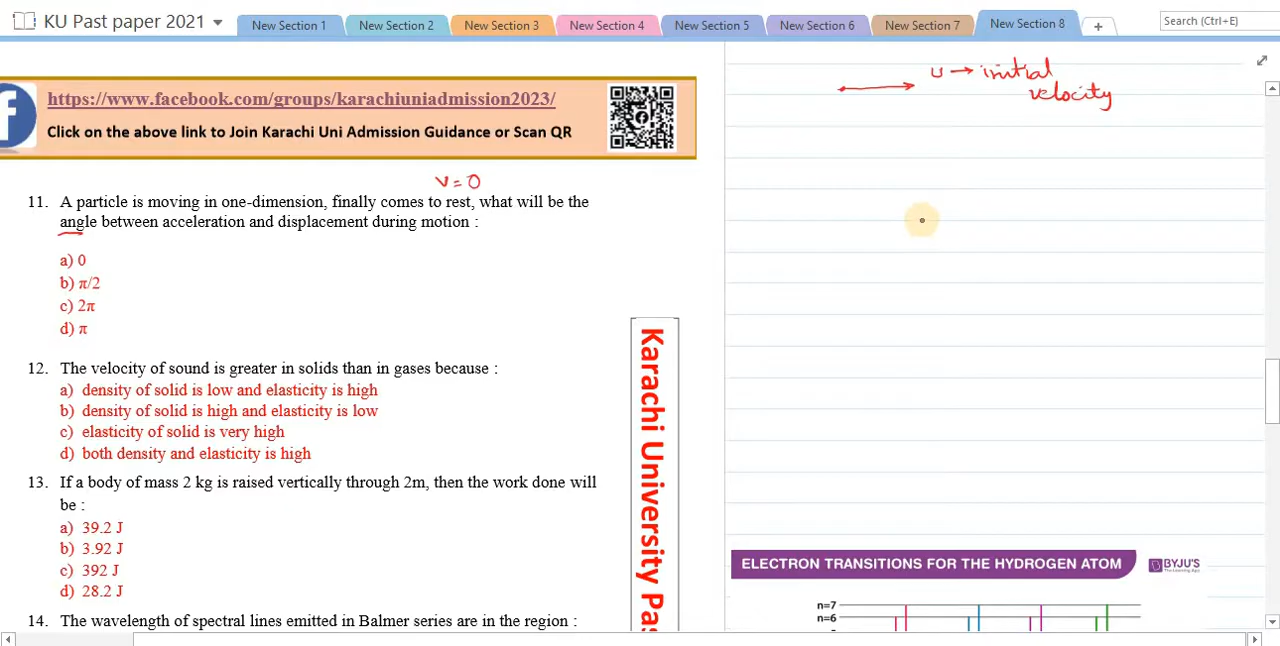 KU Past paper 2021
New Section 1
New Section 2
New Section 3
New Section 4
New Section 5
New Section 6
New Section 7
New Section 8
+
Search (Ctrl+E)
https://www.facebook.com/groups/karachiuniadmission2023/
Click on the above link to Join Karachi Uni Admission Guidance or Scan QR
u → initial
velocity
v = 0
11. A particle is moving in one-dimension, finally comes to rest, what will be the
angle between acceleration and displacement during motion :
a) 0
b) π/2
c) 2π
d) π
12. The velocity of sound is greater in solids than in gases because :
a) density of solid is low and elasticity is high
b) density of solid is high and elasticity is low
c) elasticity of solid is very high
d) both density and elasticity is high
13. If a body of mass 2 kg is raised vertically through 2m, then the work done will
be :
a) 39.2 J
b) 3.92 J
c) 392 J
d) 28.2 J
14. The wavelength of spectral lines emitted in Balmer series are in the region :
Karachi University Pas
ELECTRON TRANSITIONS FOR THE HYDROGEN ATOM
BYJU'S
The Learning App
n=7
n=6